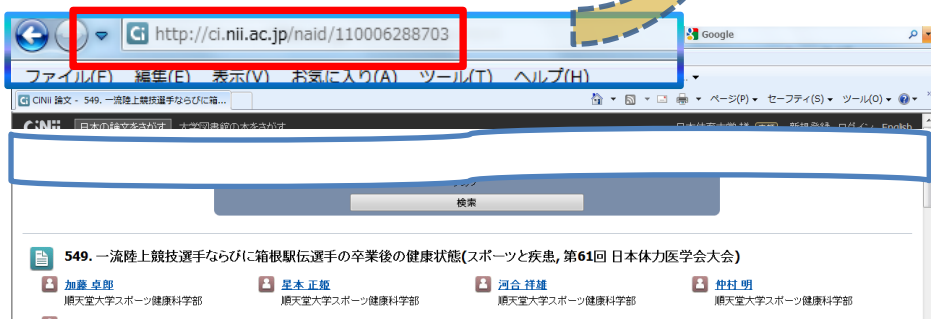 http://ci.nii.ac.jp/naid/110006288703
Google
ファイル(F) 編集(E) 表示(V) お気に入り(A) ツール(T) ヘルプ(H)
CiNii 論文 - 549. 一流陸上競技選手ならびに箱...
ページ(P) セーフティ(S) ツール(O)
CiNii 日本の論文をさがす 大学図書館の本をさがす
新規登録 ログイン English
検索
549. 一流陸上競技選手ならびに箱根駅伝選手の卒業後の健康状態(スポーツと疾患, 第61回 日本体力医学会大会)
加藤 卓郎 星本 正姫 河合 祥雄 仲村 明
順天堂大学スポーツ健康科学部 順天堂大学スポーツ健康科学部 順天堂大学スポーツ健康科学部 順天堂大学スポーツ健康科学部